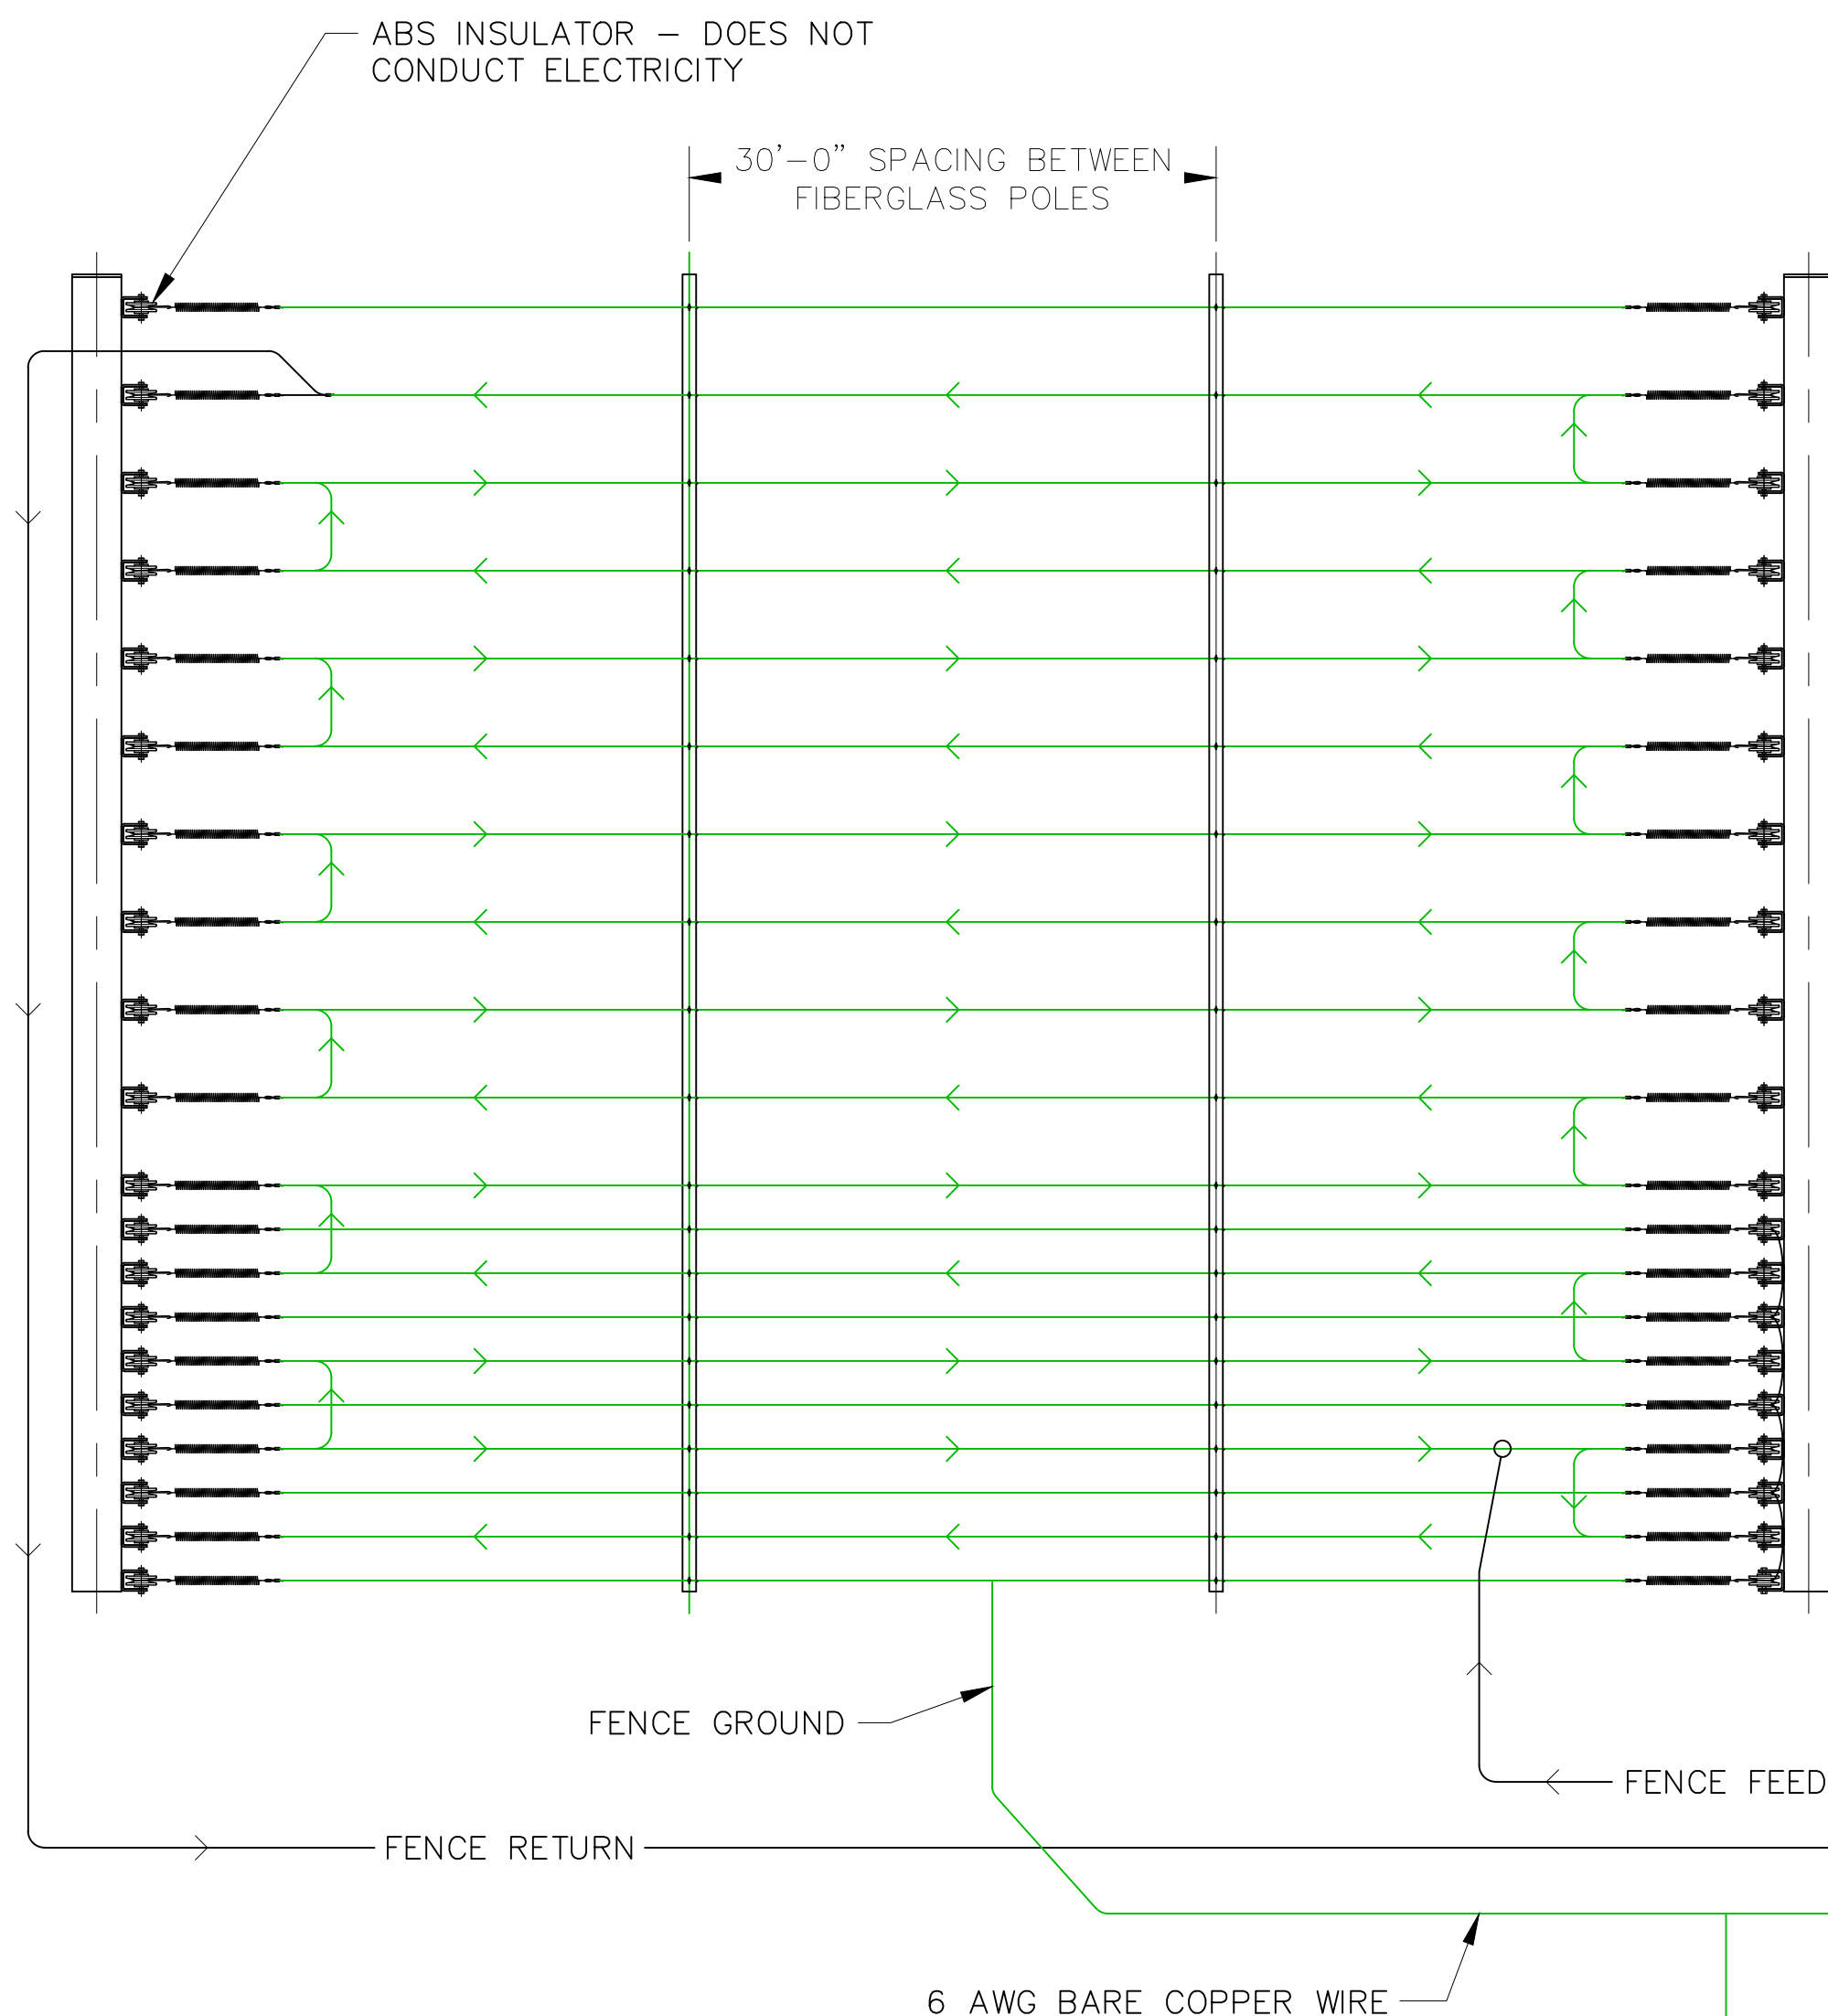 ABS INSULATOR – DOES NOT
CONDUCT ELECTRICITY
30'–0" SPACING BETWEEN
FIBERGLASS POLES
FENCE GROUND
FENCE FEED
FENCE RETURN
6 AWG BARE COPPER WIRE